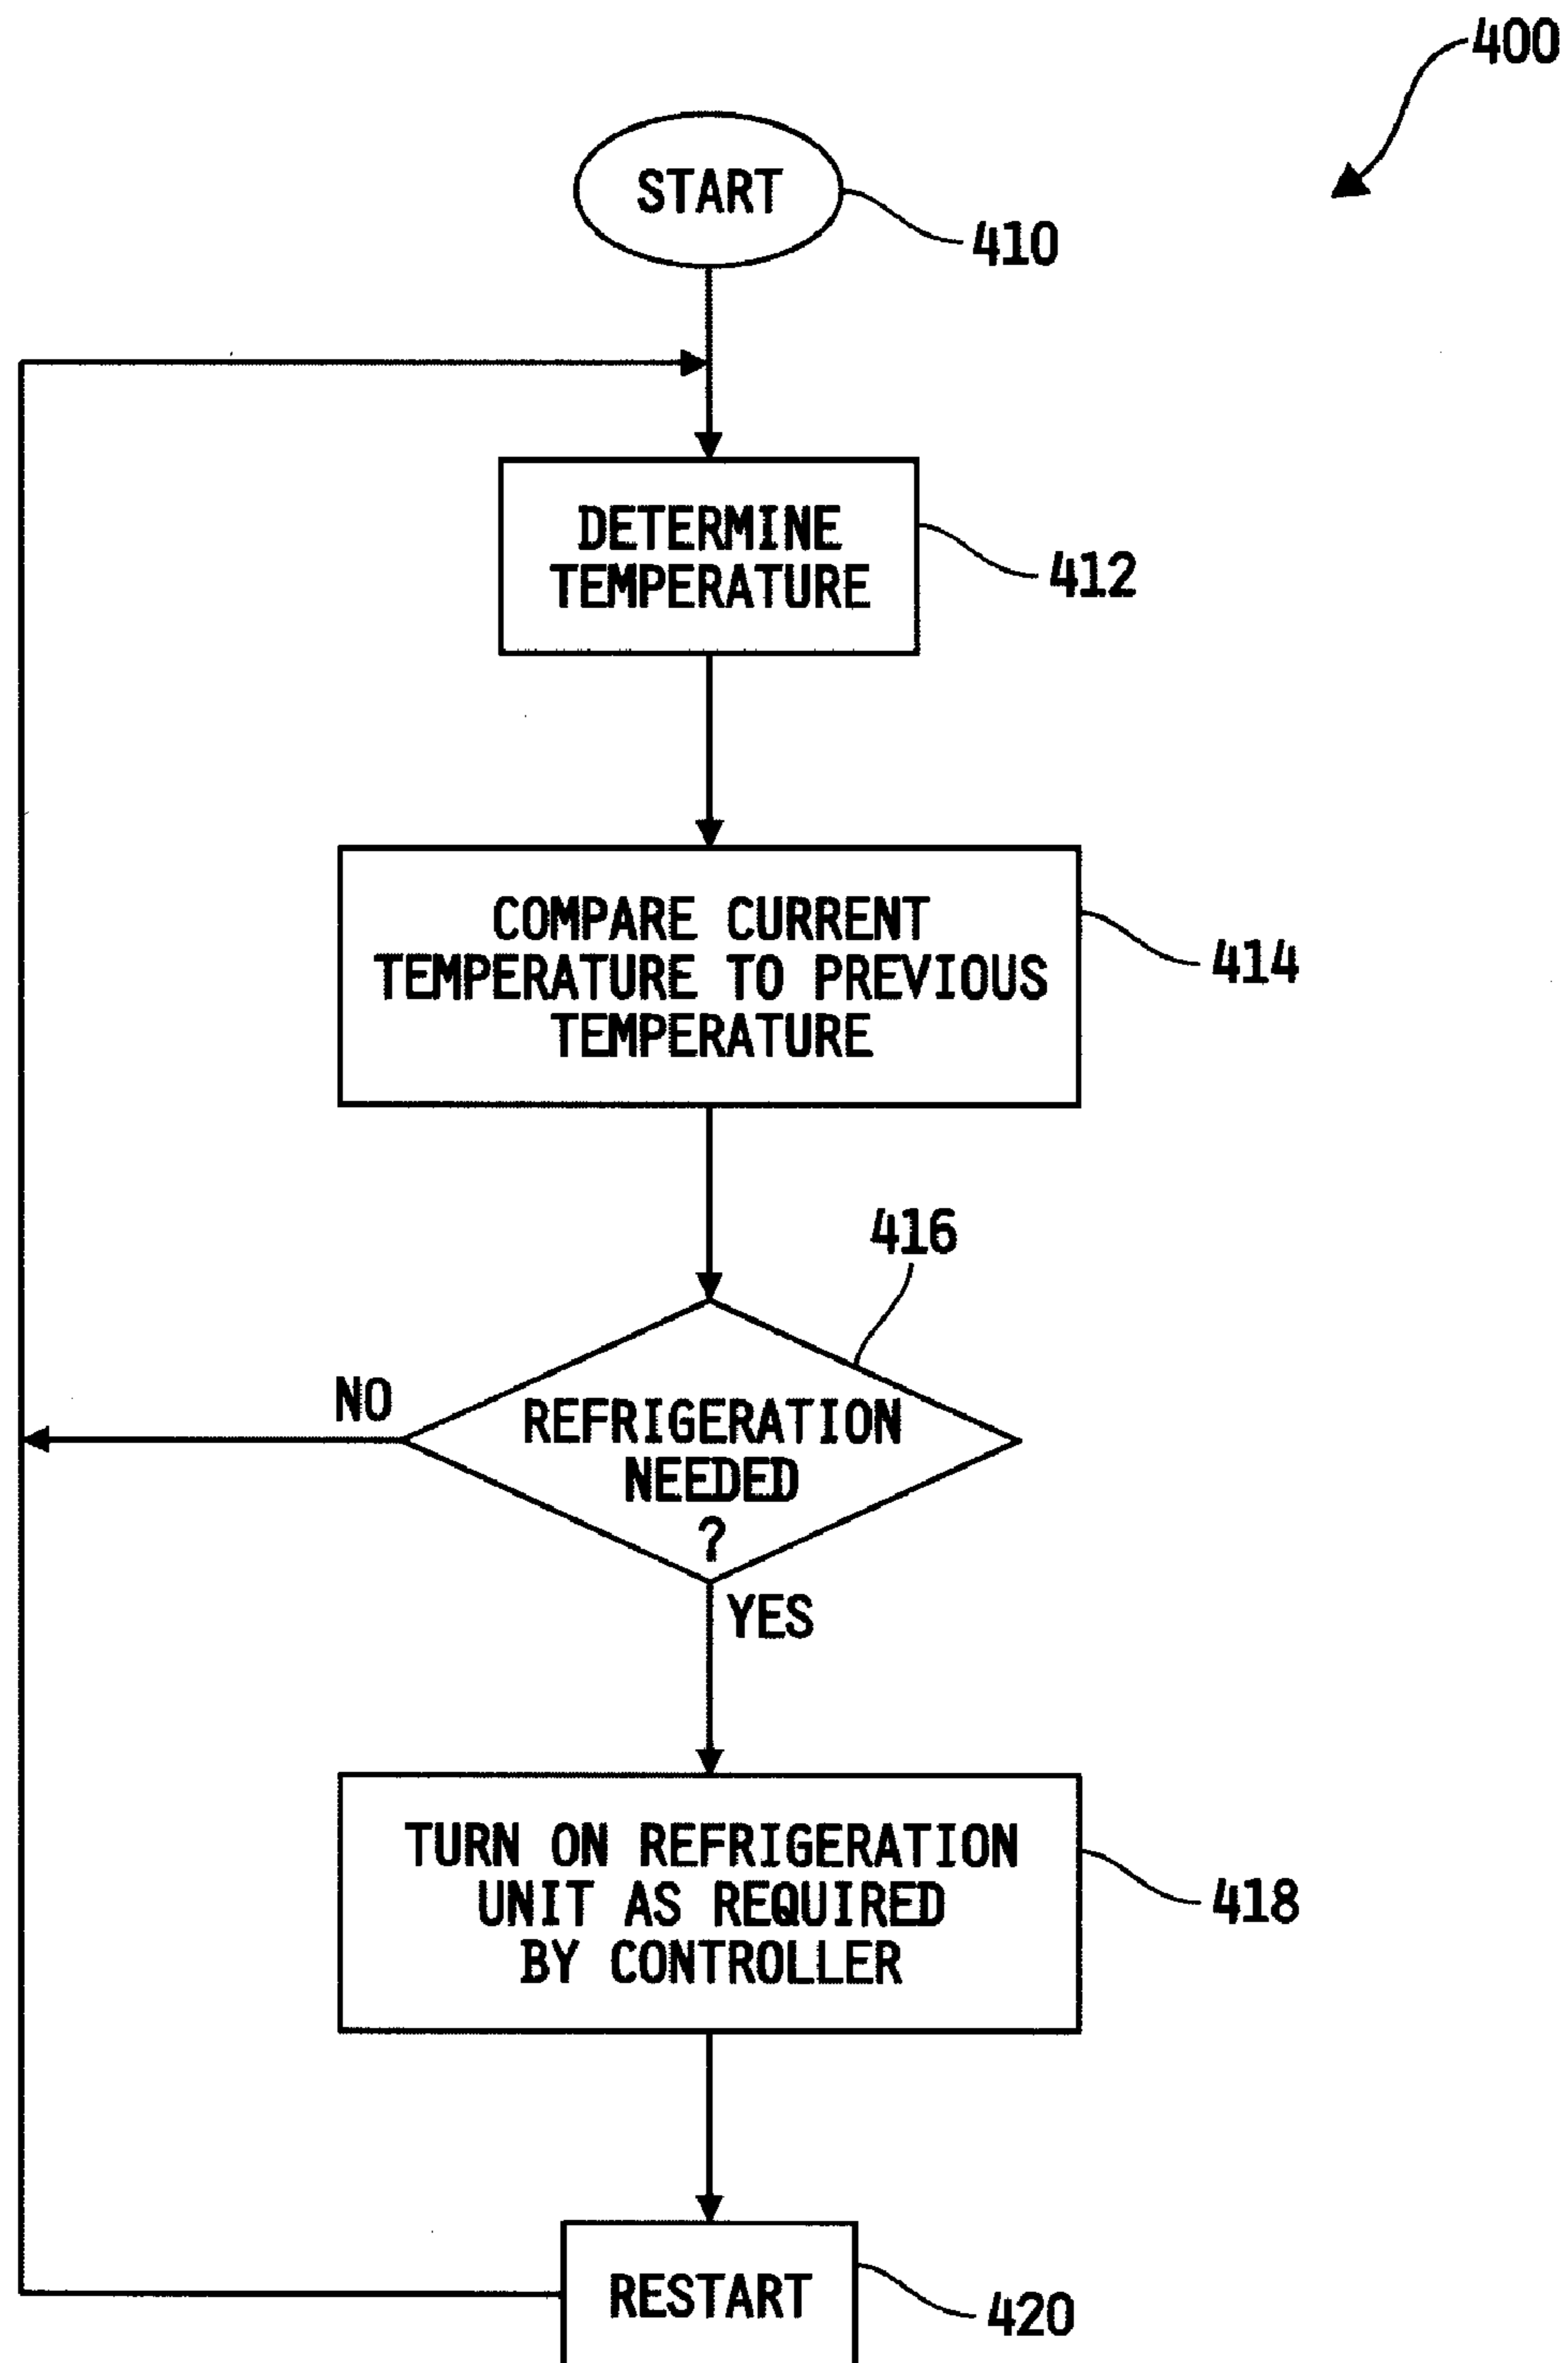 400
START
410
DETERMINE
TEMPERATURE
412
COMPARE CURRENT
TEMPERATURE TO PREVIOUS
TEMPERATURE
414
416
NO
REFRIGERATION
NEEDED
?
YES
TURN ON REFRIGERATION
UNIT AS REQUIRED
BY CONTROLLER
418
RESTART
420